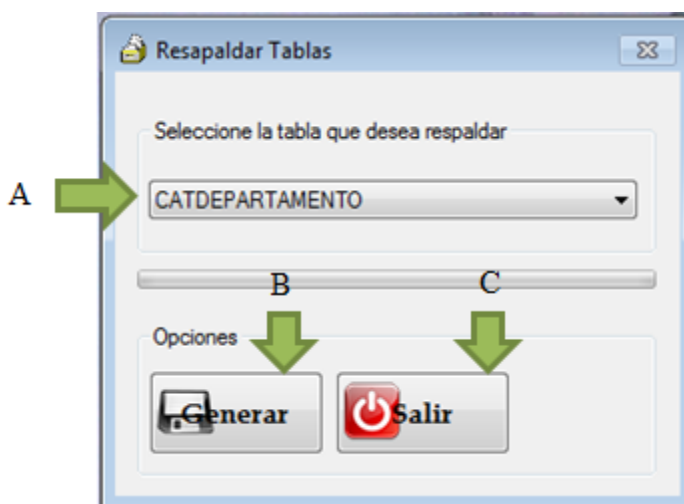 Resapaldar Tablas
Seleccione la tabla que desea respaldar
A
CATDEPARTAMENTO
B
C
Opciones
Generar
Salir